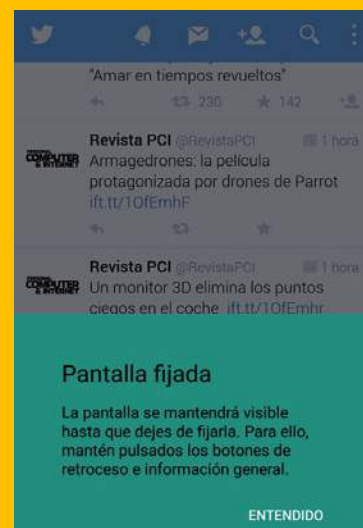 "Amar en tiempos revueltos"
230 142
Revista PCI @RevistaPCI 1 hora
PERSONAL
COMPUTER
& INTERNET
Armagedrones: la película
protagonizada por drones de Parrot
ift.tt/1OfEmhF
Revista PCI @RevistaPCI 1 hora
COMPUTER
& INTERNET
Un monitor 3D elimina los puntos
ciegos en el coche ift.tt/1OfEmhr
Pantalla fijada
La pantalla se mantendrá visible
hasta que dejes de fijarla. Para ello,
mantén pulsados los botones de
retroceso e información general.
ENTENDIDO